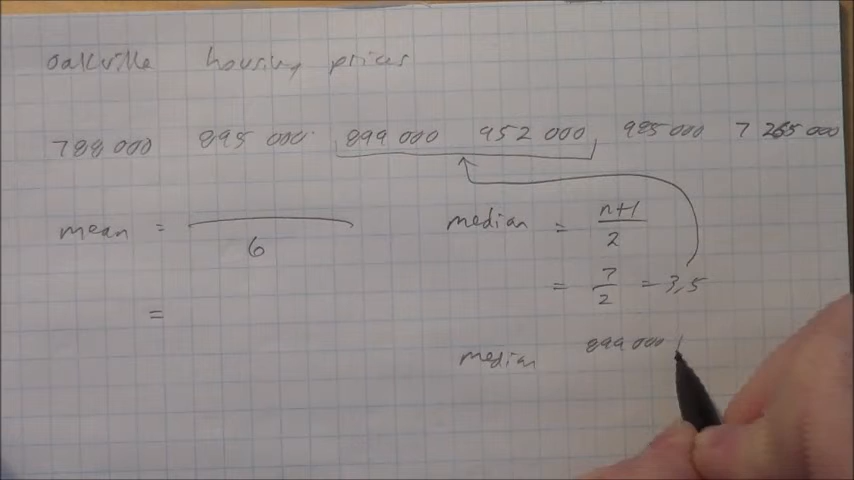 oakville housing prices
788 000 895 000 899 000 952 000 985 000 7 265 000
mean = 6
median = n+1 / 2
= 7/2 = 3,5
=
median 899 000